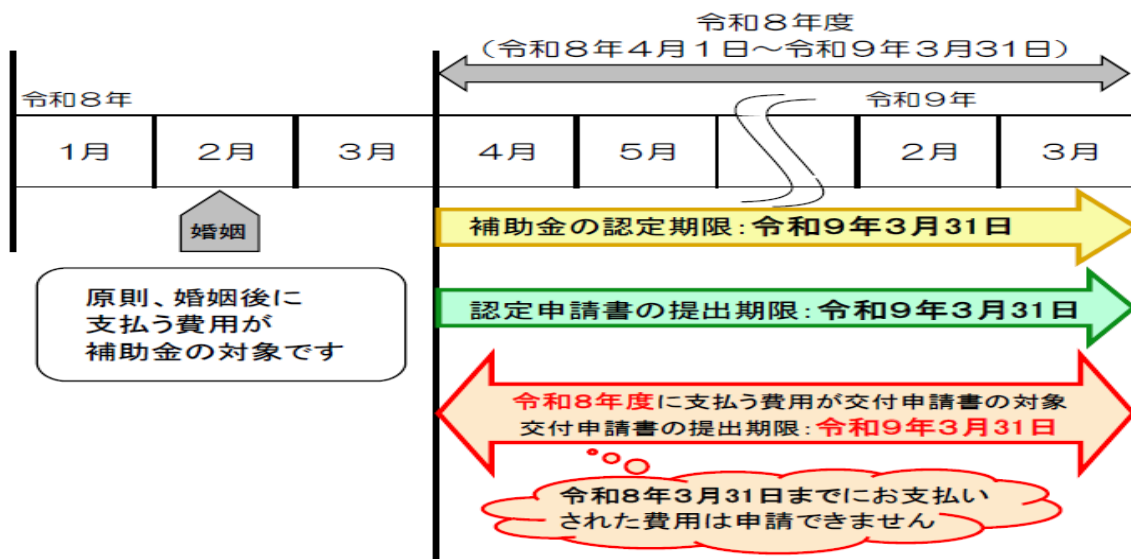 令和８年度
（令和８年４月１日～令和９年３月31日）
令和８年
令和９年
１月
２月
３月
４月
５月
２月
３月
婚姻
補助金の認定期限：令和９年３月31日
原則、婚姻後に
支払う費用が
補助金の対象です
認定申請書の提出期限：令和９年３月31日
令和８年度に支払う費用が交付申請書の対象
交付申請書の提出期限：令和９年３月31日
令和８年３月31日までにお支払い
された費用は申請できません